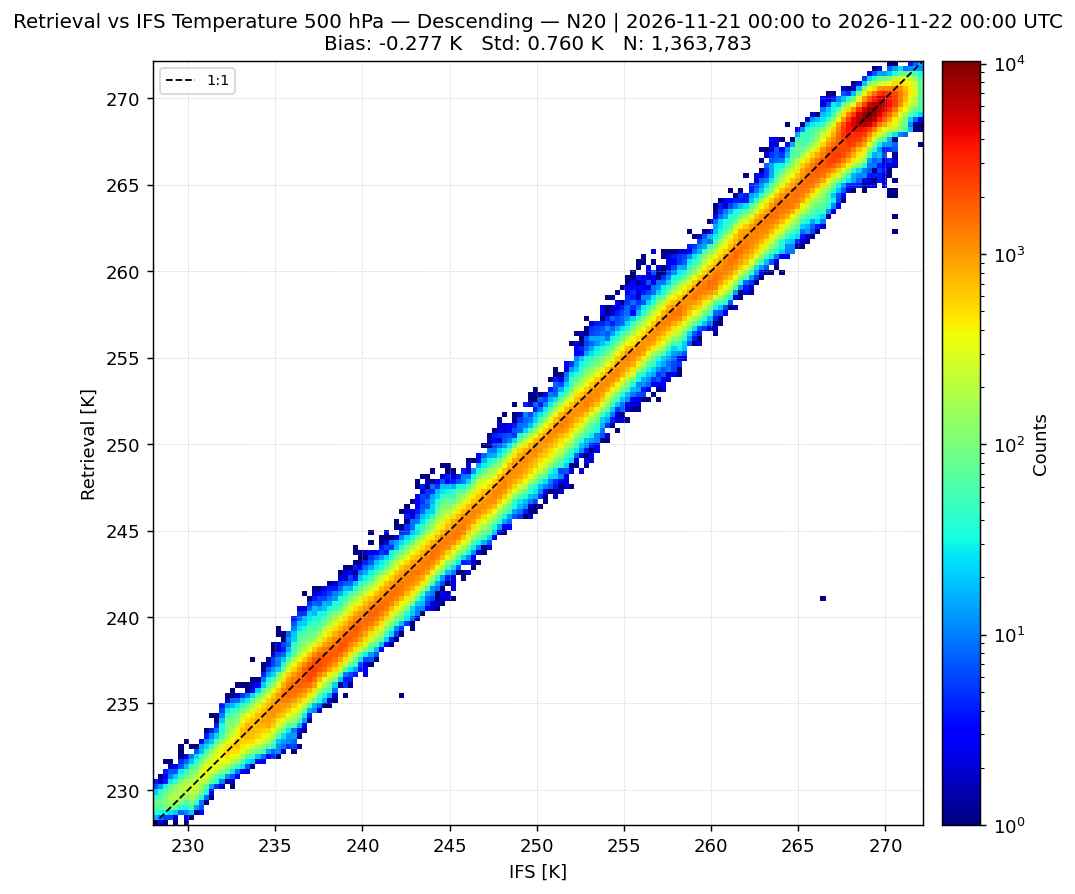 Retrieval vs IFS Temperature 500 hPa — Descending — N20 | 2026-11-21 00:00 to 2026-11-22 00:00 UTC
Bias: -0.277 K   Std: 0.760 K   N: 1,363,783
1:1
270
265
260
255
250
245
240
235
230
Retrieval [K]
230 235 240 245 250 255 260 265 270
IFS [K]
10⁴
10³
10²
10¹
10⁰
Counts